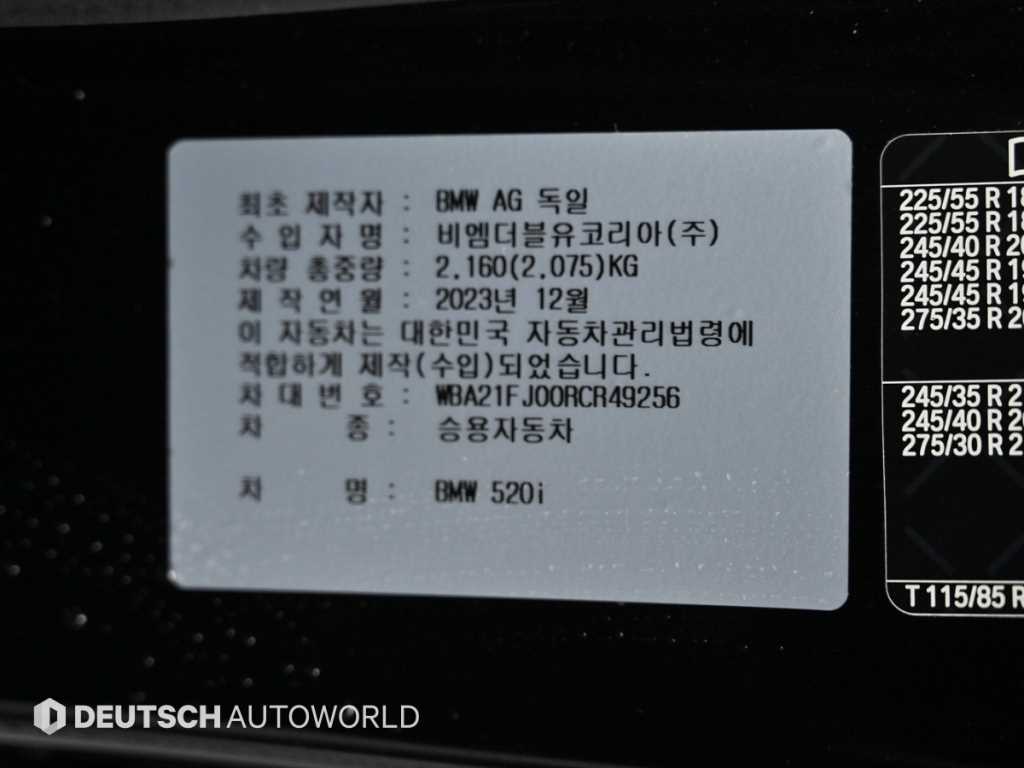 최초 제작자 : BMW AG 독일
수 입 자 명 : 비엠더블유코리아(주)
차량 총중량 : 2.160(2.075)KG
제 작 연 월 : 2023년 12월
이 자동차는 대한민국 자동차관리법령에
적합하게 제작(수입)되었습니다.
차 대 번 호 : WBA21FJ00RCR49256
차 종 : 승용자동차
차 명 : BMW 520i
225/55 R 18
225/55 R 18
245/40 R 20
245/45 R 19
245/45 R 19
275/35 R 20
245/35 R 2
245/40 R 20
275/30 R 2
T 115/85 R
DEUTSCH AUTOWORLD